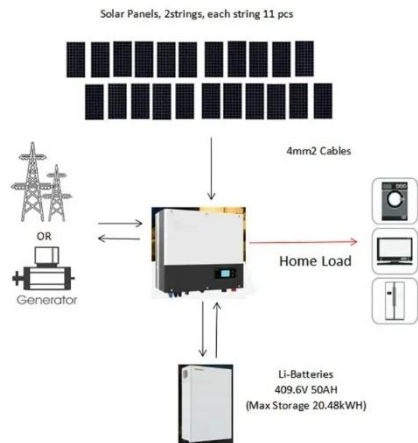 Solar Panels, 2strings, each string 11 pcs
4mm2 Cables
OR
Generator
Home Load
Li-Batteries
409.6V 50AH
(Max Storage 20.48kWH)